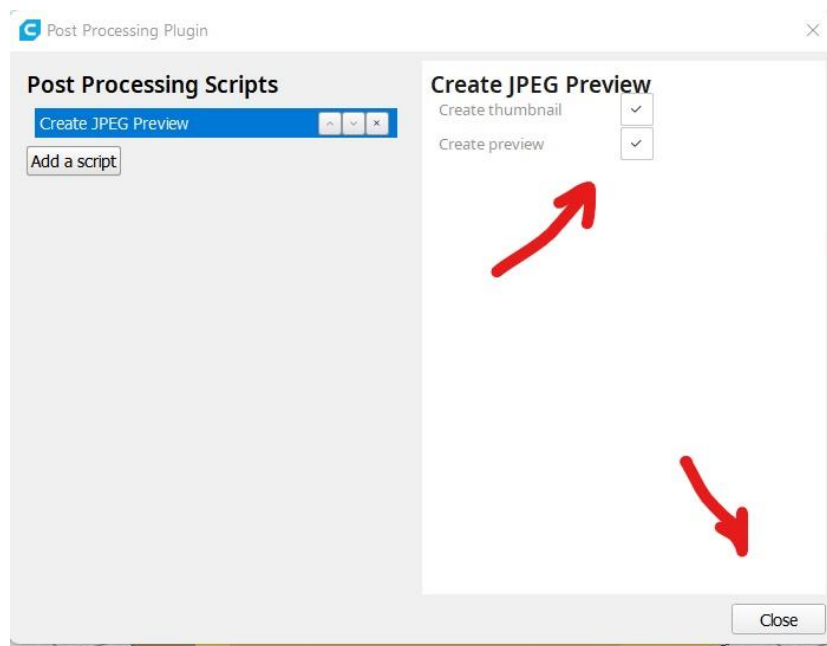 Post Processing Plugin
Post Processing Scripts
Create JPEG Preview
Add a script
Create JPEG Preview
Create thumbnail
Create preview
Close